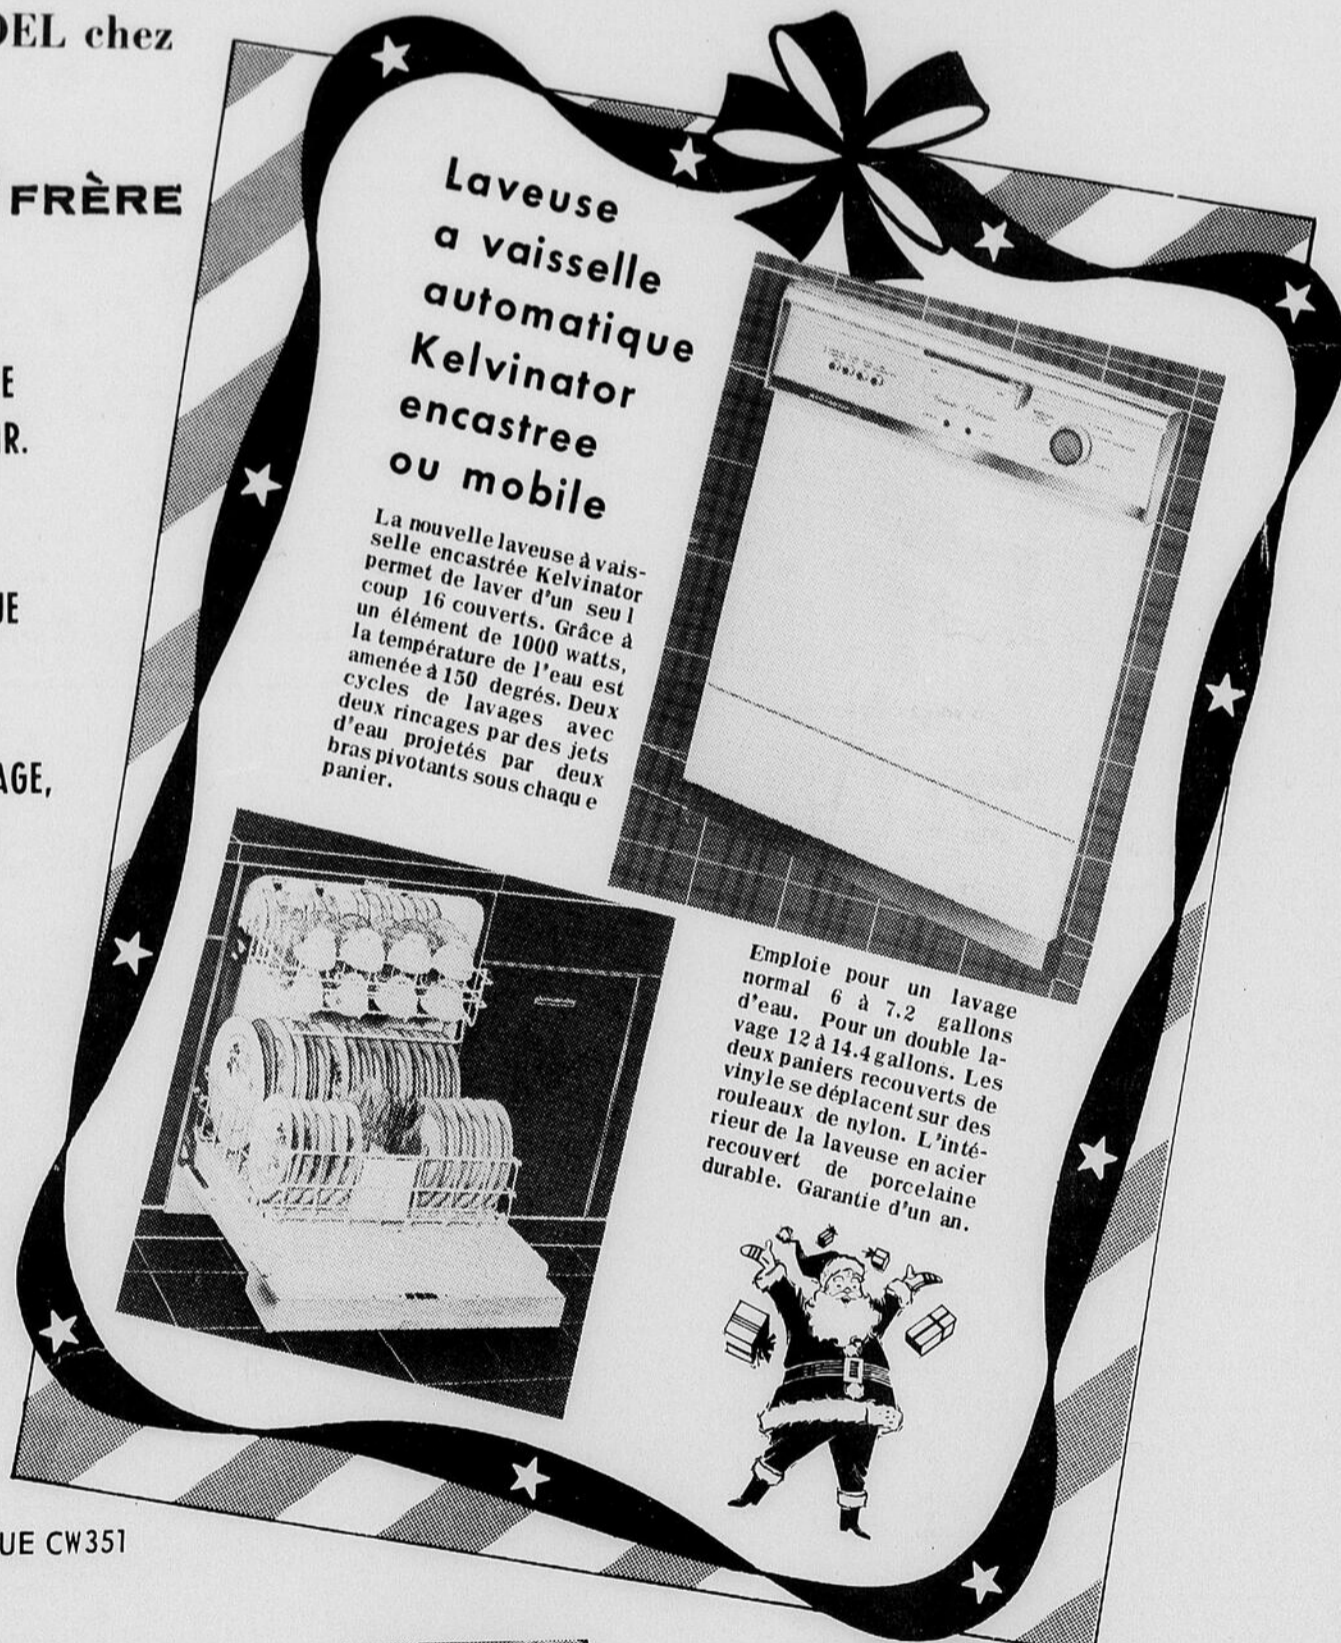 DEL chez
FRÈRE
E
R.
UE
AGE,
UE CW351
Laveuse
a vaisselle
automatique
Kelvinator
encastree
ou mobile
La nouvelle laveuse à vais-
selle encastrée Kelvinator
permet de laver d'un seul
coup 16 couverts. Grâce à
un élément de 1000 watts,
la température de l'eau est
amenée à 150 degrés. Deux
cycles de lavages avec
deux rincages par des jets
d'eau projetés par deux
bras pivotants sous chaque
panier.
Emploie pour un lavage
normal 6 à 7.2 gallons
d'eau. Pour un double la-
vage 12 à 14.4 gallons. Les
deux paniers recouverts de
vinyle se déplacent sur des
rouleaux de nylon. L'inté-
rieur de la laveuse en acier
recouvert de porcelaine
durable. Garantie d'un an.